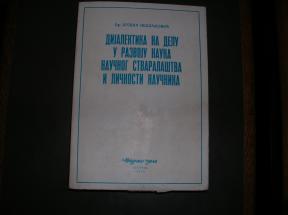 ДИЈАЛЕКТИКА НА ДЕЛУ
У РАЗВОЈУ НАУКА
НАУЧНОГ СТВАРАЛАШТВА
И ЛИЧНОСТИ НАУЧНИКА